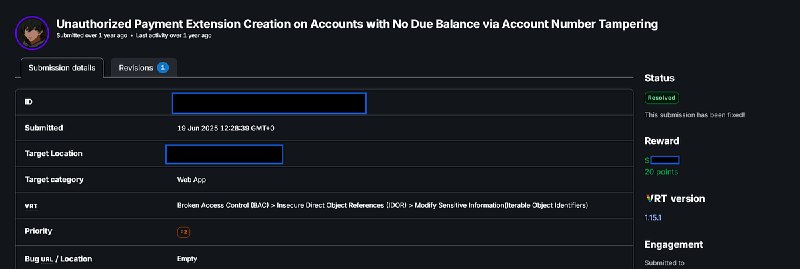 Unauthorized Payment Extension Creation on Accounts with No Due Balance via Account Number Tampering
Submitted over 1 year ago • Last activity over 1 year ago
Submission details
Revisions 1
ID
Submitted 19 Jun 2025 12:28:39 GMT+0
Target Location
Target category Web App
VRT Broken Access Control (BAC) > Insecure Direct Object References (IDOR) > Modify Sensitive Information(Iterable Object Identifiers)
Priority P2
Bug URL / Location Empty
Status
Resolved
This submission has been fixed!
Reward
$
20 points
VRT version
1.15.1
Engagement
Submitted to